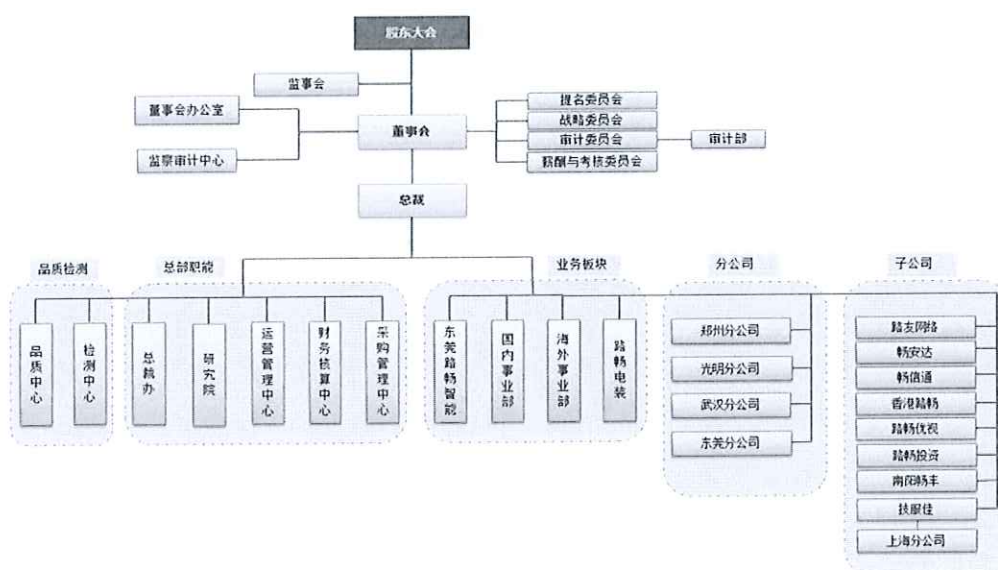 股东大会
监事会
董事会办公室
董事会
监察审计中心
提名委员会
战略委员会
审计委员会
审计部
薪酬与考核委员会
总裁
品质检测
总部职能
业务板块
分公司
子公司
品质中心
检测中心
总裁办
研究院
运营管理中心
财务核算中心
采购管理中心
东莞路畅智能
国内事业部
海外事业部
路畅电装
郑州分公司
光明分公司
武汉分公司
东莞分公司
路友网络
畅安达
畅信通
香港路畅
路畅优视
路畅投资
南阳畅丰
技服佳
上海分公司